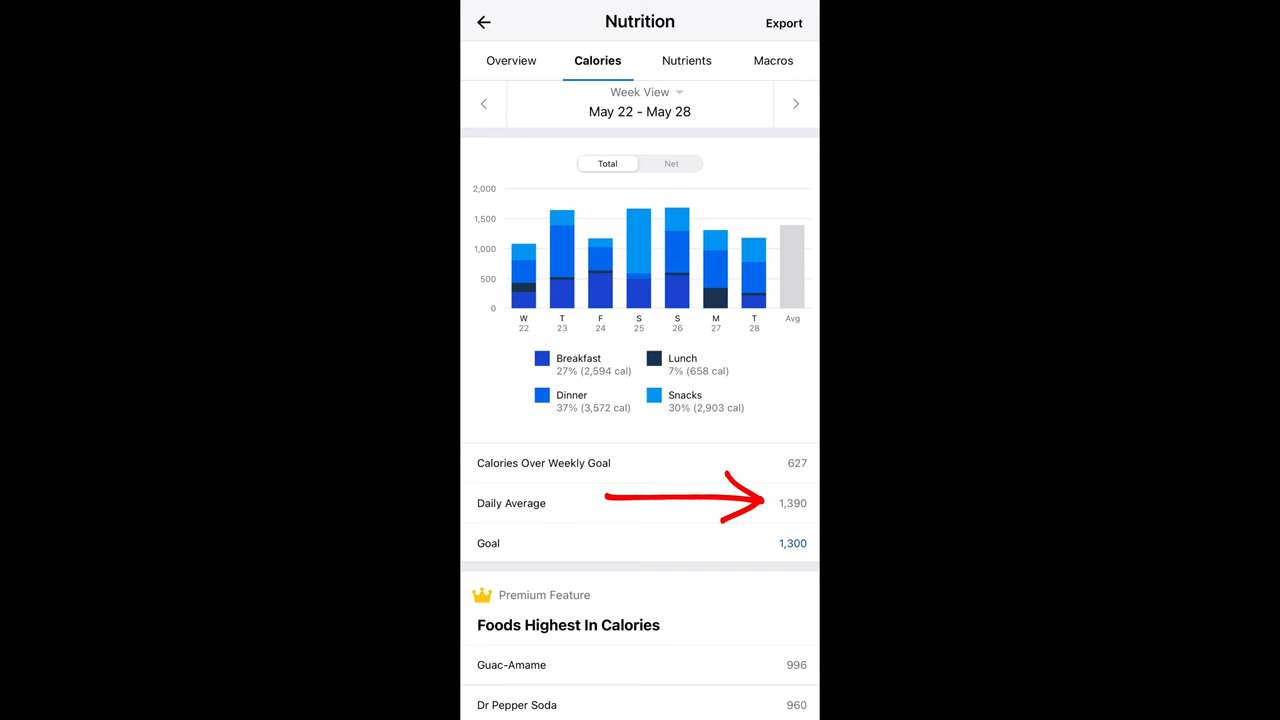 Nutrition
Export
Overview Calories Nutrients Macros
Week View
May 22 - May 28
Total Net
2,000
1,500
1,000
500
0
W T F S S M T Avg
22 23 24 25 26 27 28
Breakfast Lunch
27% (2,594 cal) 7% (658 cal)
Dinner Snacks
37% (3,572 cal) 30% (2,903 cal)
Calories Over Weekly Goal 627
Daily Average 1,390
Goal 1,300
Premium Feature
Foods Highest In Calories
Guac-Amame 996
Dr Pepper Soda 960